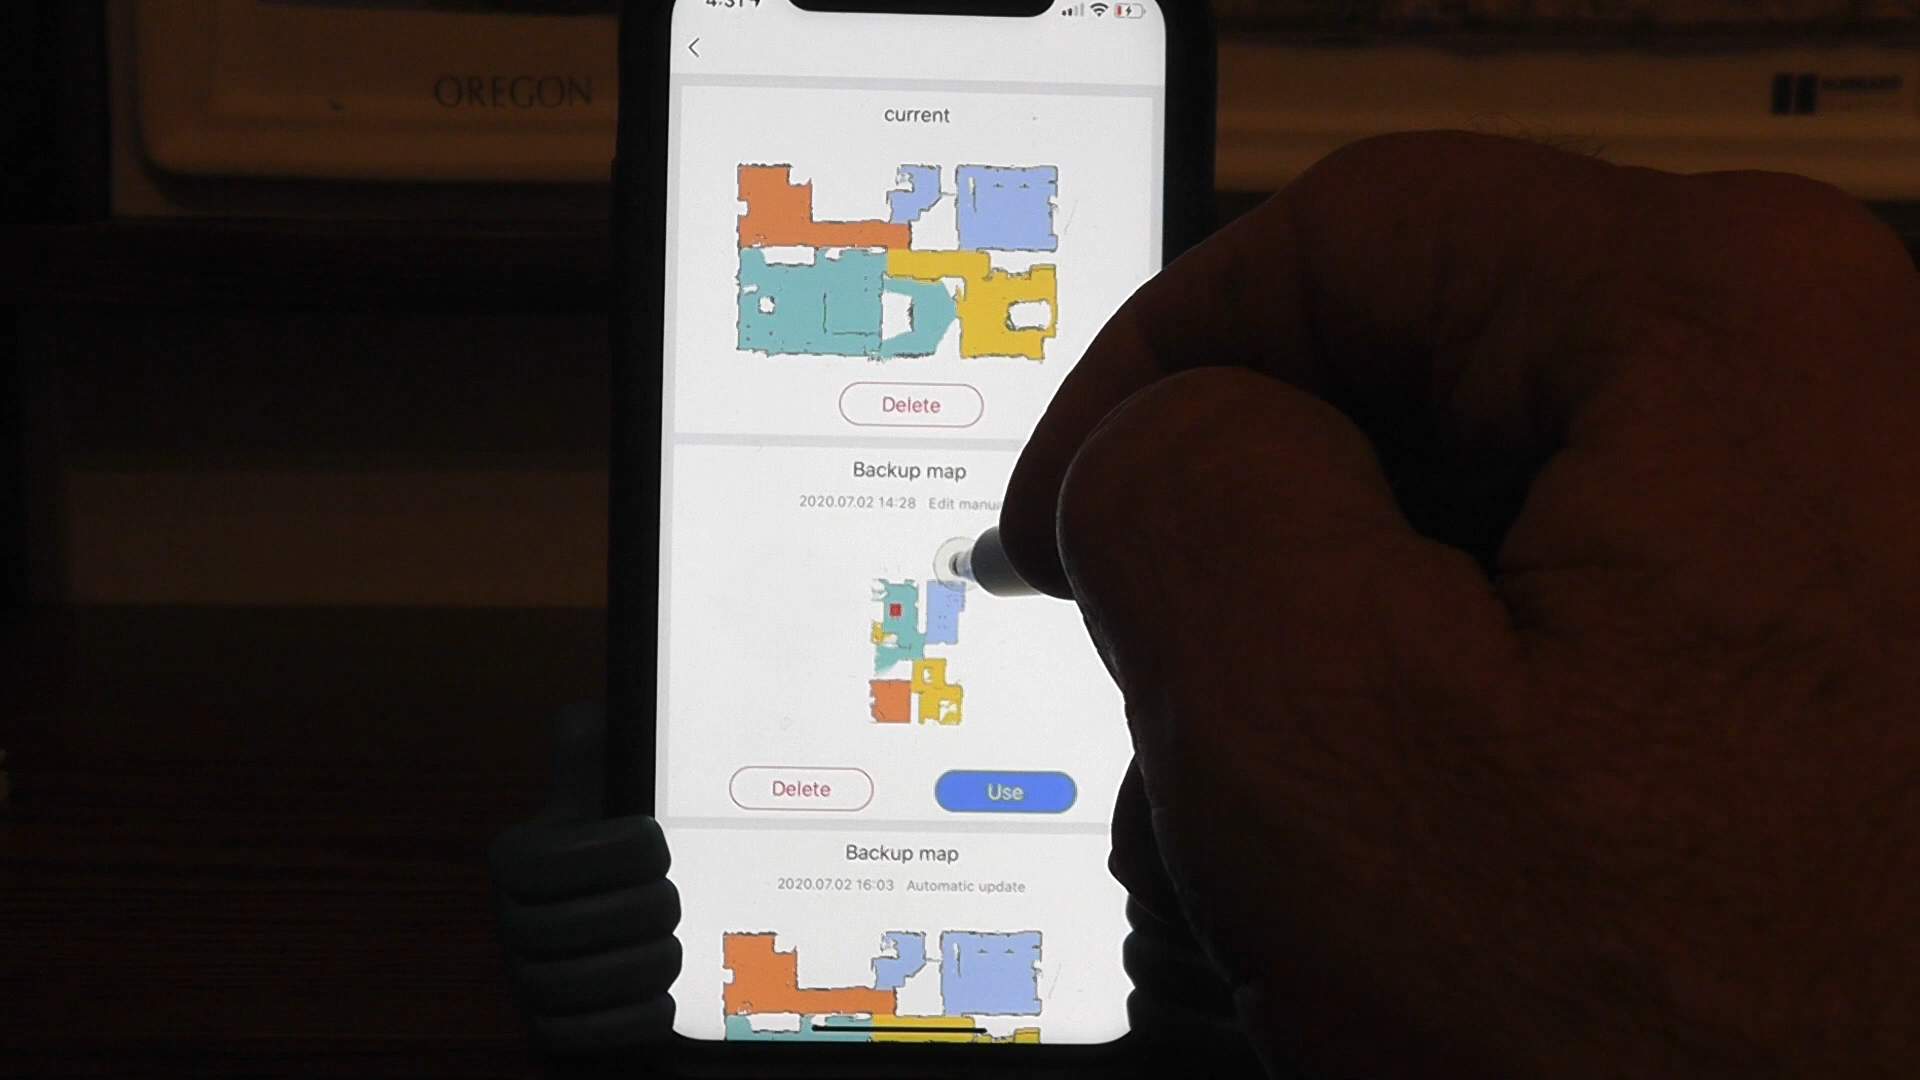 OREGON
current
Delete
Backup map
2020.07.02 14:28 Edit
Delete
Use
Backup map
2020.07.02 16:03 Automatic update